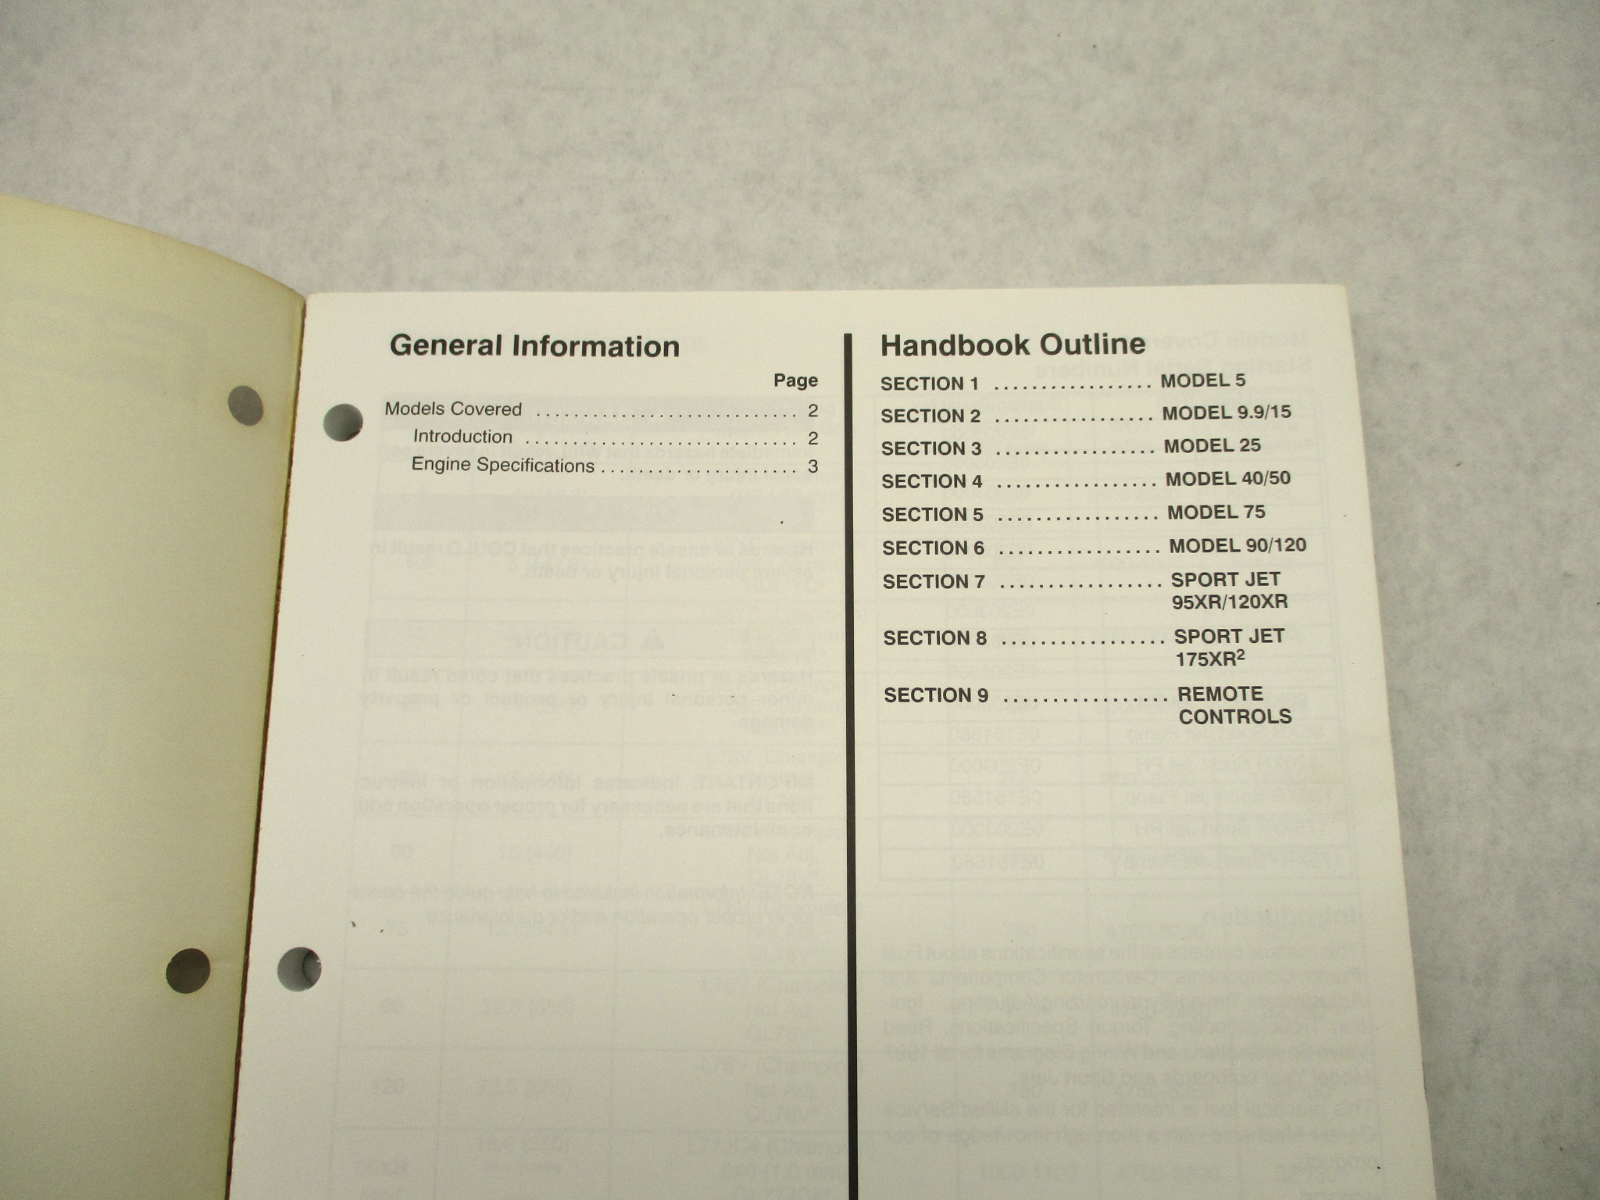 General Information
Page
Models Covered ........................... 2
Introduction ............................ 2
Engine Specifications ..................... 3
Handbook Outline
SECTION 1 ................. MODEL 5
SECTION 2 ................. MODEL 9.9/15
SECTION 3 ................. MODEL 25
SECTION 4 ................. MODEL 40/50
SECTION 5 ................. MODEL 75
SECTION 6 ................. MODEL 90/120
SECTION 7 ................. SPORT JET
95XR/120XR
SECTION 8 ................. SPORT JET
175XR²
SECTION 9 ................. REMOTE
CONTROLS